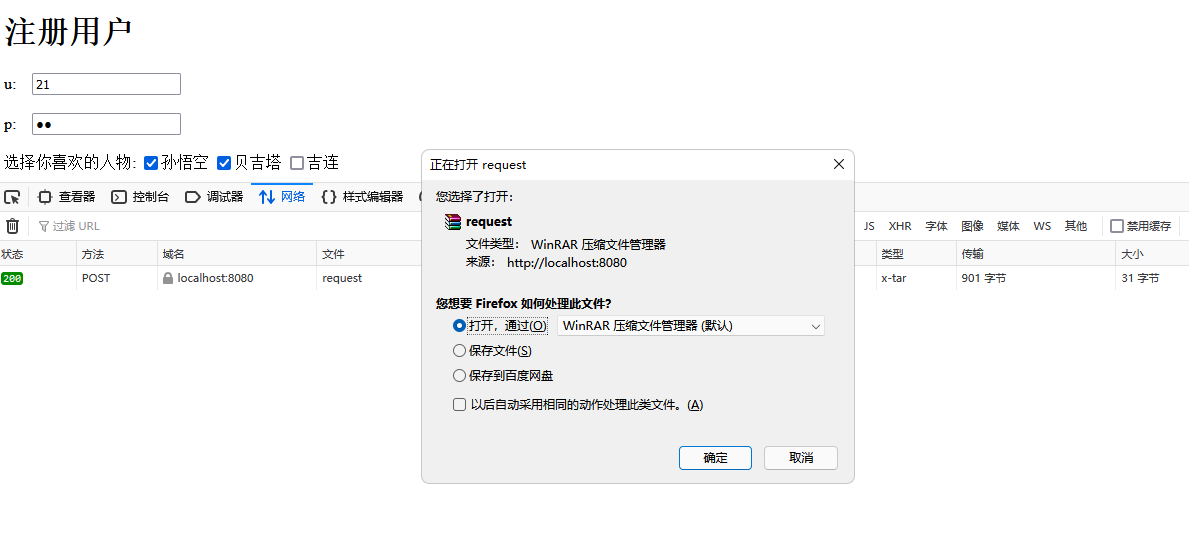 注册用户
u: 21
p: ●●
选择你喜欢的人物: 孙悟空 贝吉塔 吉连
查看器 控制台 调试器 网络 样式编辑器
过滤 URL JS XHR 字体 图像 媒体 WS 其他 禁用缓存
状态 方法 域名 文件 类型 传输 大小
200 POST localhost:8080 request x-tar 901 字节 31 字节
正在打开 request
您选择了打开:
request
文件类型: WinRAR 压缩文件管理器
来源: http://localhost:8080
您想要 Firefox 如何处理此文件?
打开，通过(O) WinRAR 压缩文件管理器 (默认)
保存文件(S)
保存到百度网盘
以后自动采用相同的动作处理此类文件。(A)
确定 取消